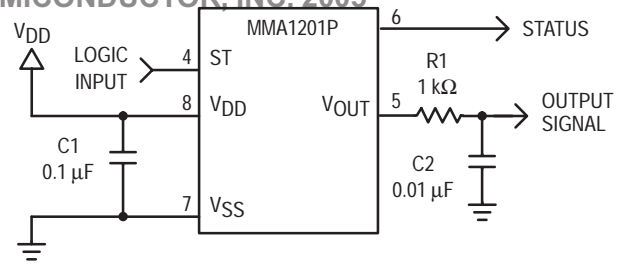 MICONDUCTOR, INC. 2005
VDD
LOGIC
INPUT
4
ST
MMA1201P
6
STATUS
8
VDD
VOUT
5
R1
1 kΩ
OUTPUT
SIGNAL
C1
0.1 µF
C2
0.01 µF
7
VSS